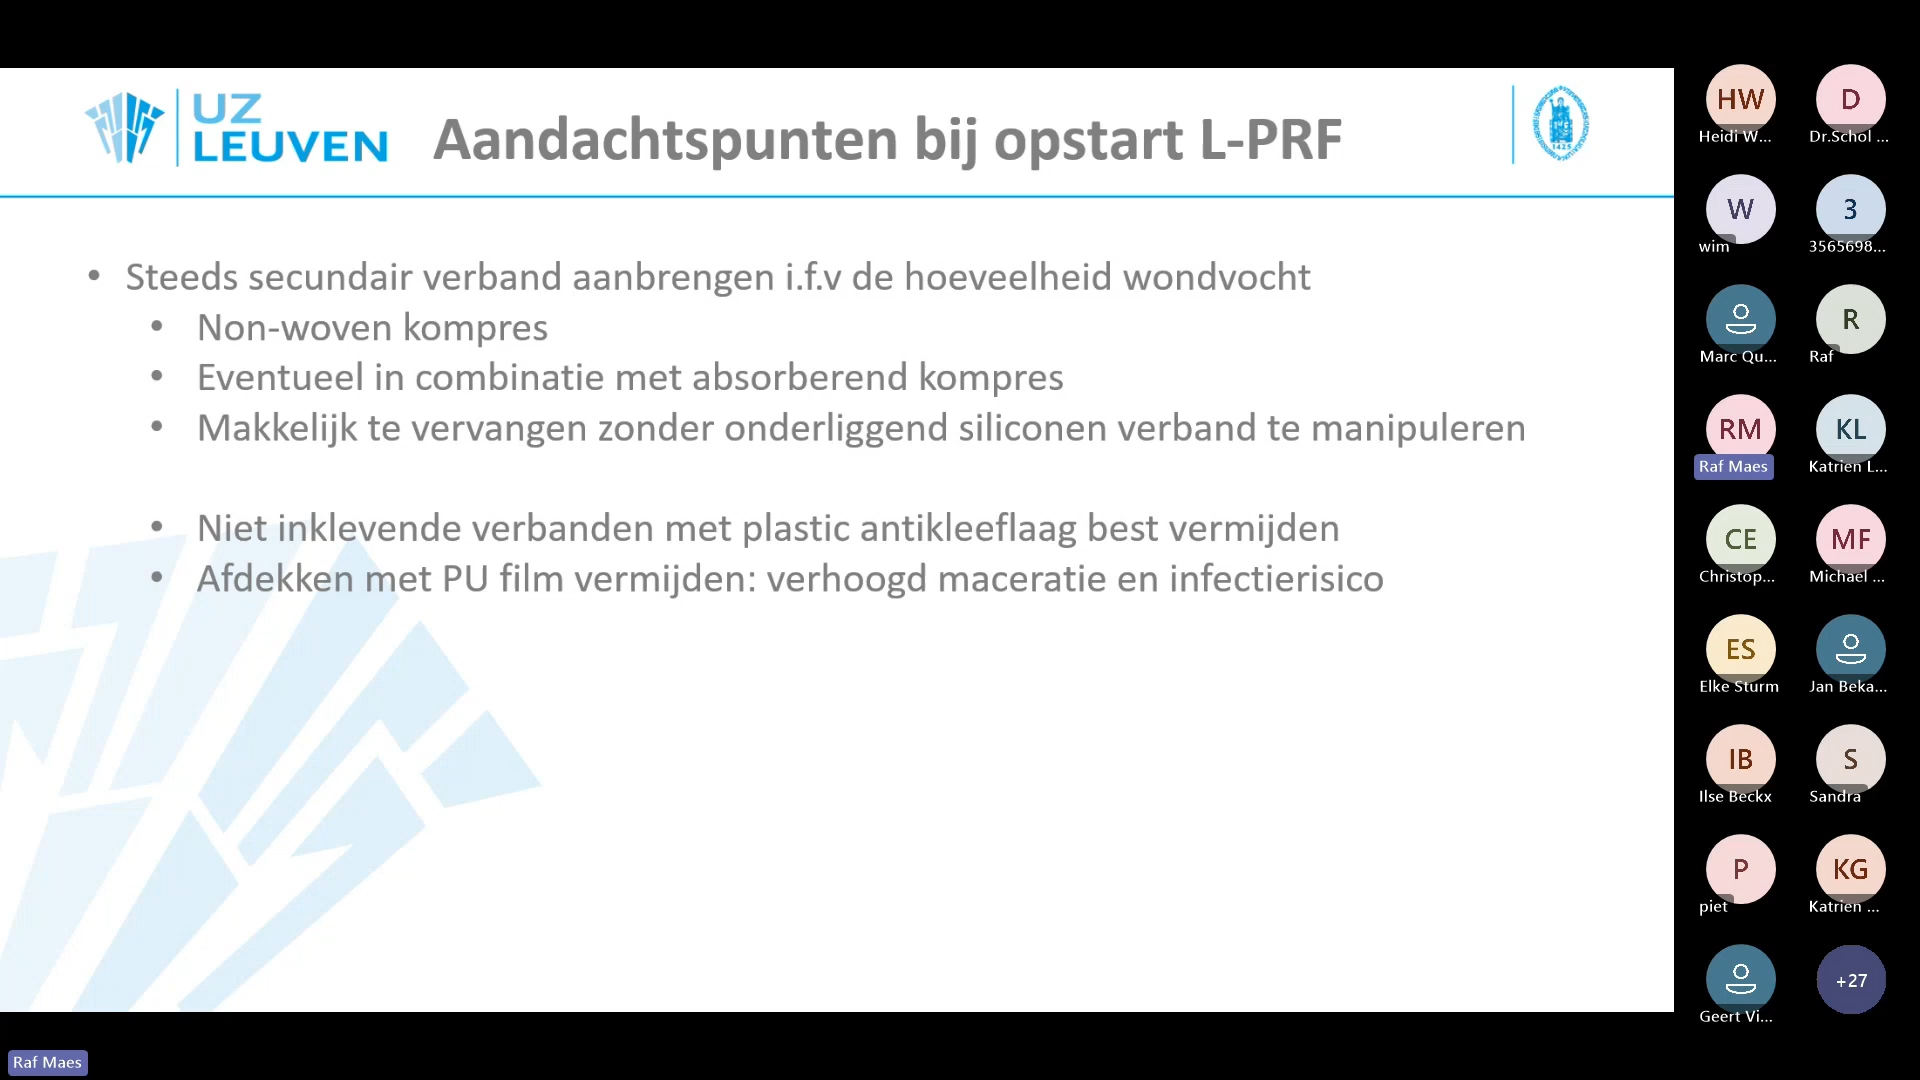 UZ
LEUVEN
Aandachtspunten bij opstart L-PRF
1425
• Steeds secundair verband aanbrengen i.f.v de hoeveelheid wondvocht
• Non-woven kompres
• Eventueel in combinatie met absorberend kompres
• Makkelijk te vervangen zonder onderliggend siliconen verband te manipuleren
• Niet inklevende verbanden met plastic antikleeflaag best vermijden
• Afdekken met PU film vermijden: verhoogd maceratie en infectierisico
HW
Heidi W...
D
Dr.Schol ...
W
wim
3
3565698...
Marc Qu...
R
Raf
RM
Raf Maes
KL
Katrien L...
CE
Christop...
MF
Michael ...
ES
Elke Sturm
Jan Beka...
IB
Ilse Beckx
S
Sandra
P
piet
KG
Katrien ...
Geert Vi...
+27
Raf Maes